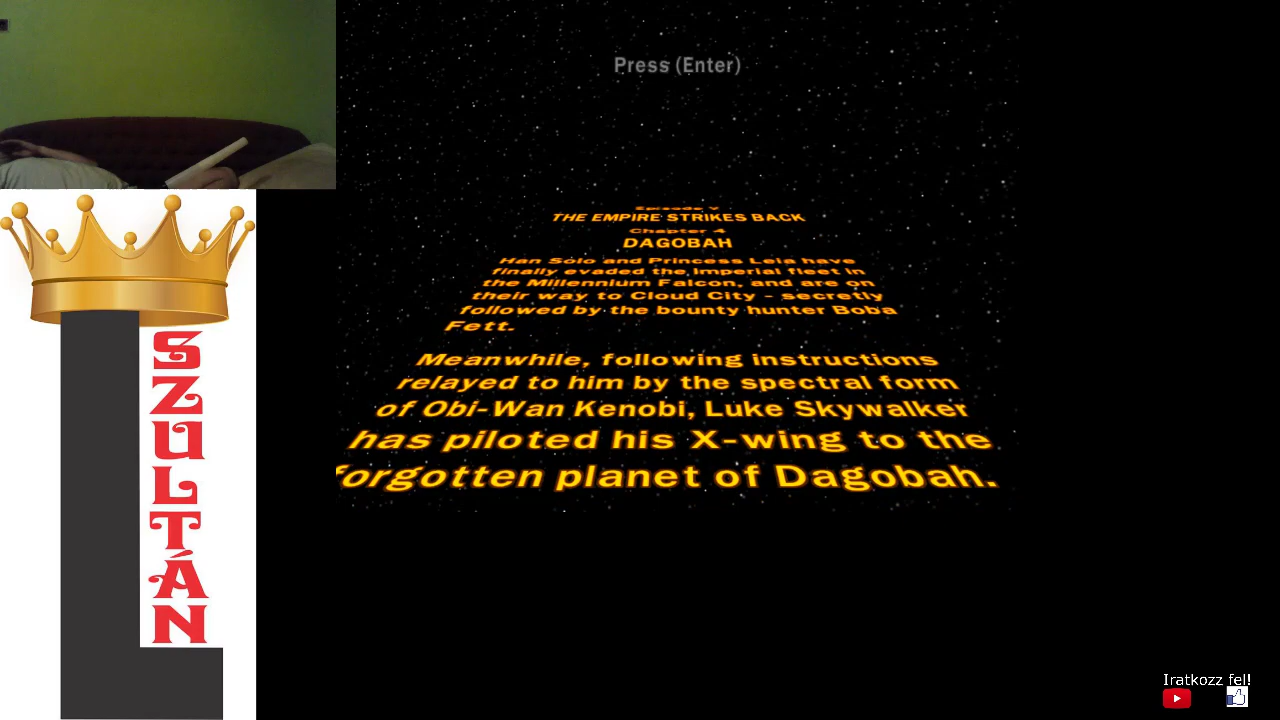 Press (Enter)
Episode V
THE EMPIRE STRIKES BACK
Chapter 4
DAGOBAH
Han Solo and Princess Leia have
finally evaded the Imperial fleet in
the Millennium Falcon, and are on
their way to Cloud City - secretly
followed by the bounty hunter Boba
Fett.
Meanwhile, following instructions
relayed to him by the spectral form
of Obi-Wan Kenobi, Luke Skywalker
has piloted his X-wing to the
forgotten planet of Dagobah.
L
SZULTÁN
Iratkozz fel!